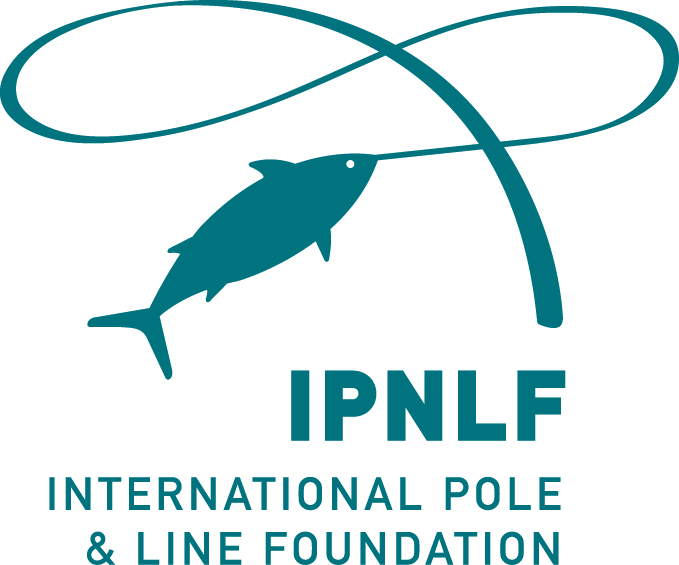 IPNLF
INTERNATIONAL POLE
& LINE FOUNDATION